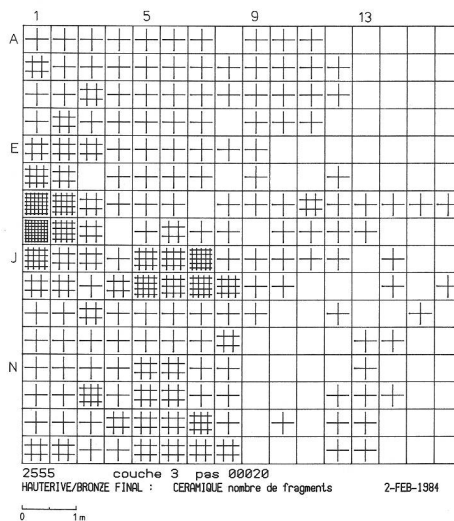 1 5 9 13
A
E
J
N
2555 couche 3 pas 00020
HAUTERIVE/BRONZE FINAL : CERAMIQUE nombre de fragments 2-FEB-1984
0 1m